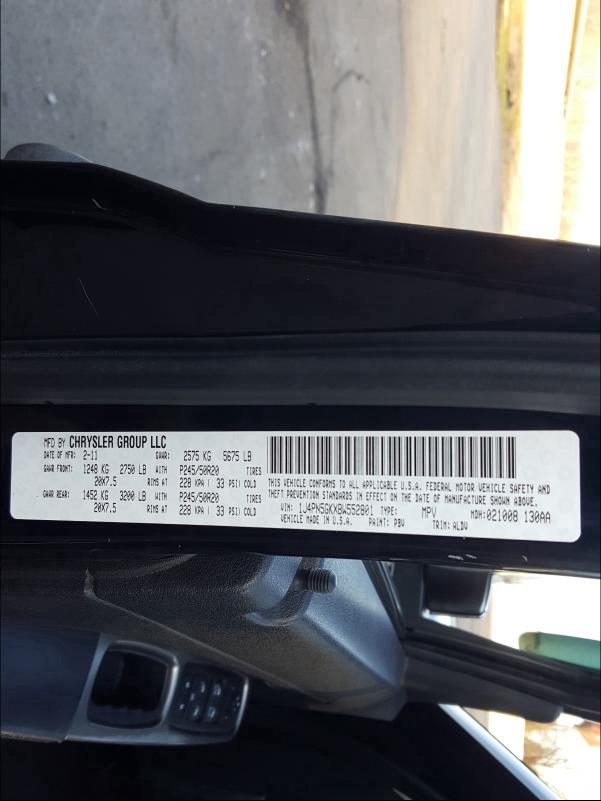 MFD BY CHRYSLER GROUP LLC
DATE OF MFR: 2-11 GVWR: 2575 KG 5675 LB
GAWR FRONT: 1248 KG 2750 LB WITH P245/50R20 TIRES
20X7.5 RIMS AT 228 KPA ( 33 PSI) COLD
GAWR REAR: 1452 KG 3200 LB WITH P245/50R20 TIRES
20X7.5 RIMS AT 228 KPA ( 33 PSI) COLD
THIS VEHICLE CONFORMS TO ALL APPLICABLE U.S.A. FEDERAL MOTOR VEHICLE SAFETY AND
THEFT PREVENTION STANDARDS IN EFFECT ON THE DATE OF MANUFACTURE SHOWN ABOVE.
VIN: 1J4PN5GKXBW552801 TYPE: MPV MDH:021008 130AA
VEHICLE MADE IN U.S.A. PAINT: PBV TRIM: ALDV